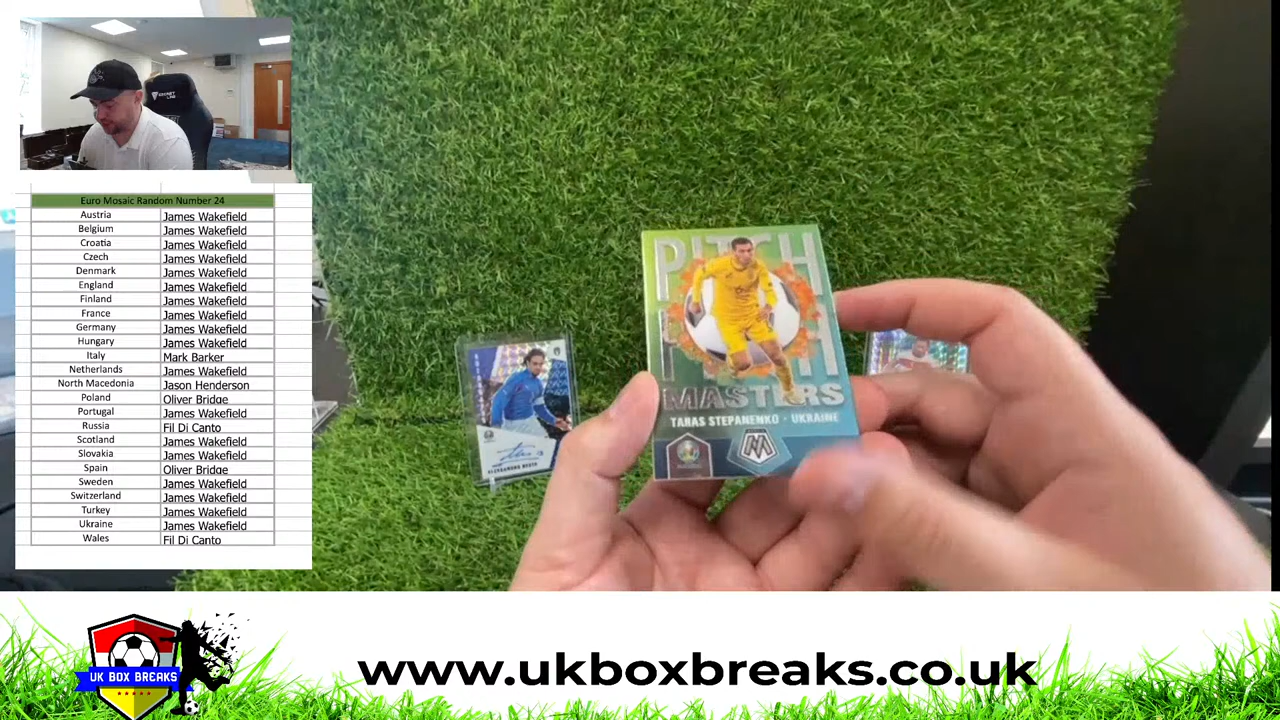 Euro Mosaic Random Number 24
Austria James Wakefield
Belgium James Wakefield
Croatia James Wakefield
Czech James Wakefield
Denmark James Wakefield
England James Wakefield
Finland James Wakefield
France James Wakefield
Germany James Wakefield
Hungary James Wakefield
Italy Mark Barker
Netherlands James Wakefield
North Macedonia Jason Henderson
Poland Oliver Bridge
Portugal James Wakefield
Russia Fil Di Canto
Scotland James Wakefield
Slovakia James Wakefield
Spain Oliver Bridge
Sweden James Wakefield
Switzerland James Wakefield
Turkey James Wakefield
Ukraine James Wakefield
Wales Fil Di Canto
PITCH
MASTERS
TARAS STEPANENKO · UKRAINE
ALESSANDRO NESTA
UK BOX BREAKS
www.ukboxbreaks.co.uk